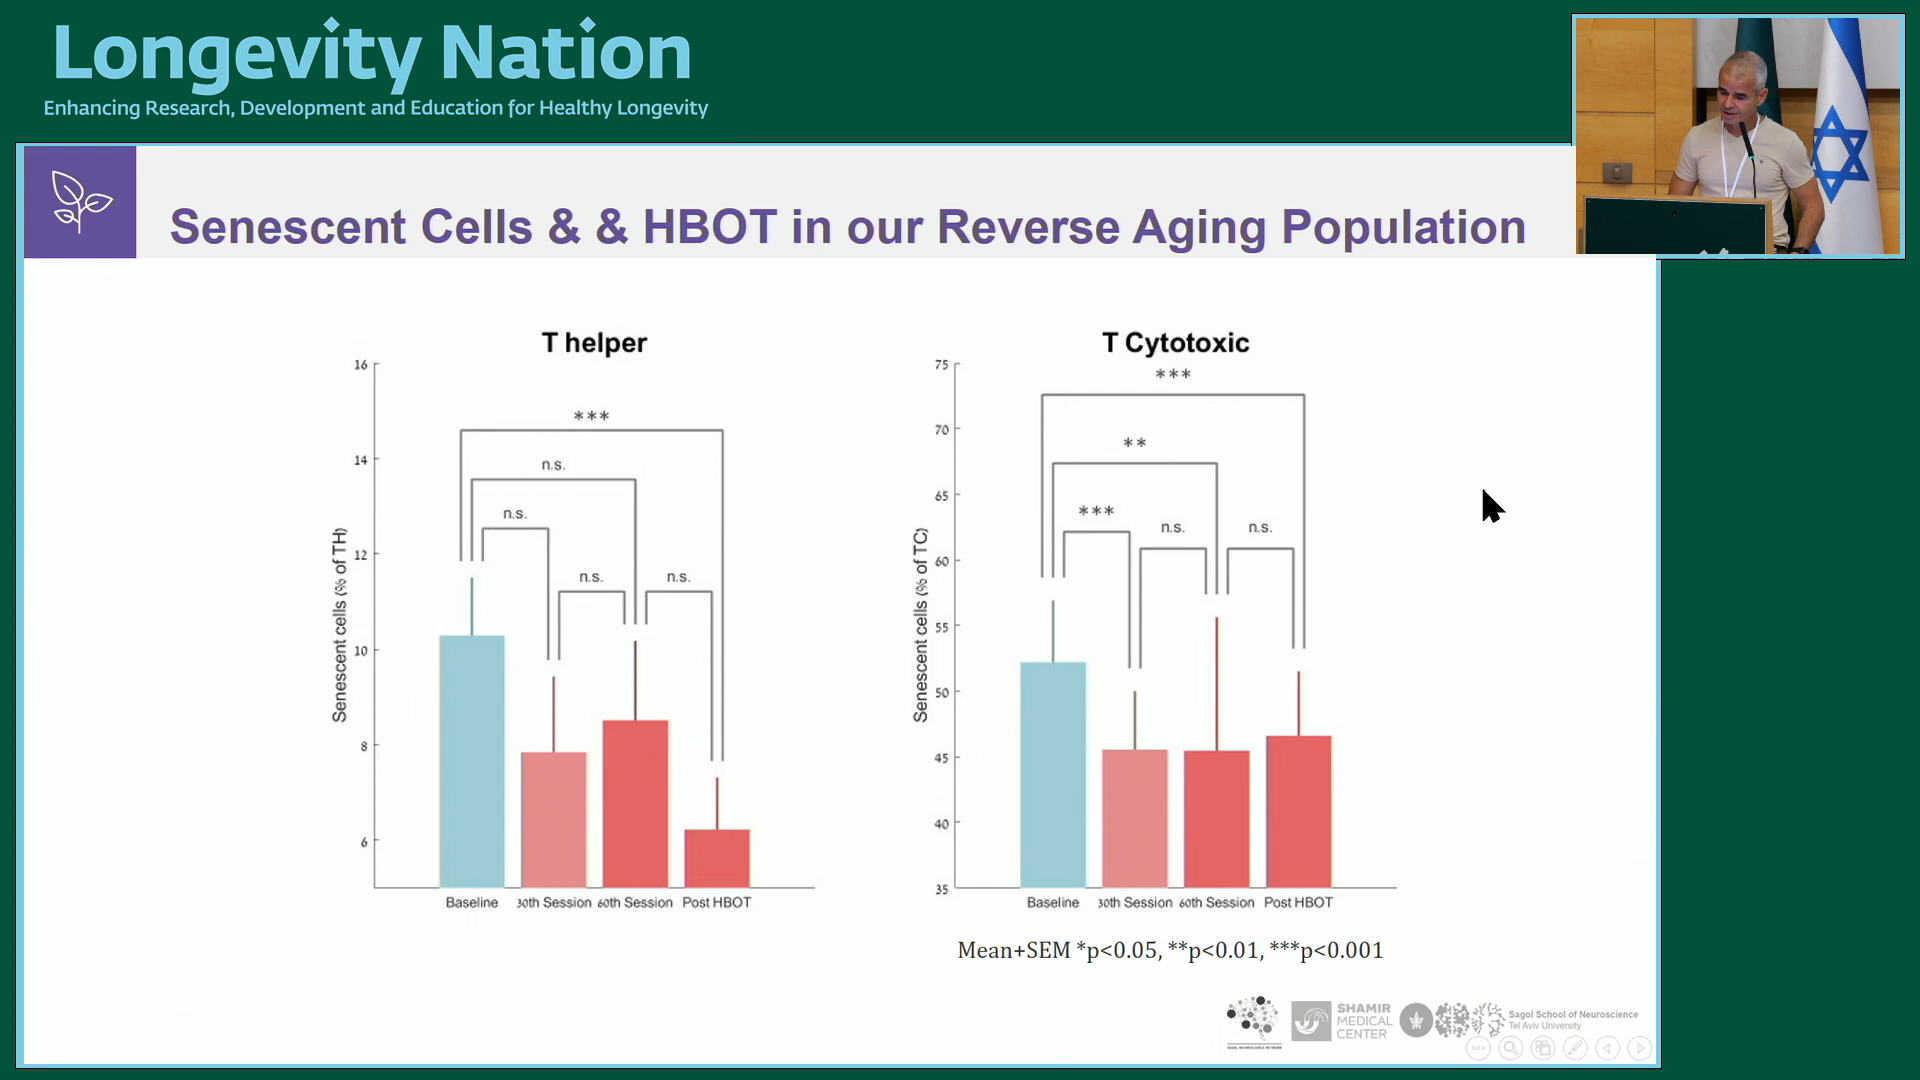 Longevity Nation
Enhancing Research, Development and Education for Healthy Longevity
Senescent Cells & & HBOT in our Reverse Aging Population
T helper
16
14
12
10
8
6
Senescent cells (% of TH)
***
n.s.
n.s.
n.s.
n.s.
Baseline
30th Session
60th Session
Post HBOT
T Cytotoxic
75
70
65
60
55
50
45
40
35
Senescent cells (% of TC)
***
**
***
n.s.
n.s.
Baseline
30th Session
60th Session
Post HBOT
Mean+SEM *p<0.05, **p<0.01, ***p<0.001
SHAMIR
MEDICAL
CENTER
Sagol School of Neuroscience
Tel Aviv University